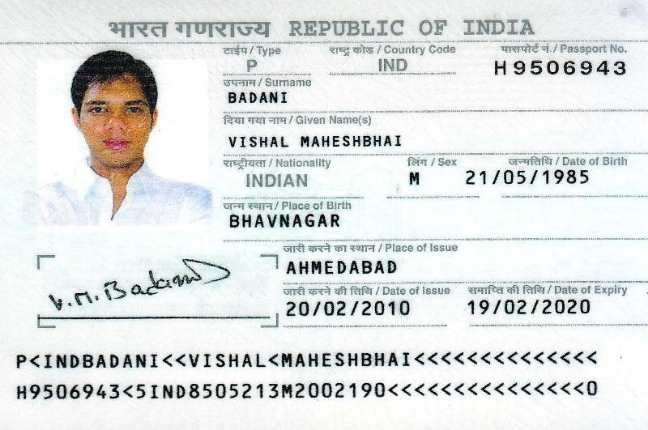 भारत गणराज्य REPUBLIC OF INDIA
टाईप / Type राष्ट्र कोड / Country Code पासपोर्ट नं. / Passport No.
P IND H9506943
उपनाम / Surname
BADANI
दिया गया नाम / Given Name(s)
VISHAL MAHESHBHAI
राष्ट्रीयता / Nationality लिंग / Sex जन्मतिथि / Date of Birth
INDIAN M 21/05/1985
जन्म स्थान / Place of Birth
BHAVNAGAR
जारी करने का स्थान / Place of Issue
AHMEDABAD
जारी करने की तिथि / Date of Issue समाप्ति की तिथि / Date of Expiry
20/02/2010 19/02/2020
V.M.Badani
P<INDBADANI<<VISHAL<MAHESHBHAI<<<<<<<<<<<<<<
H9506943<5IND8505213M2002190<<<<<<<<<<<<<<<0